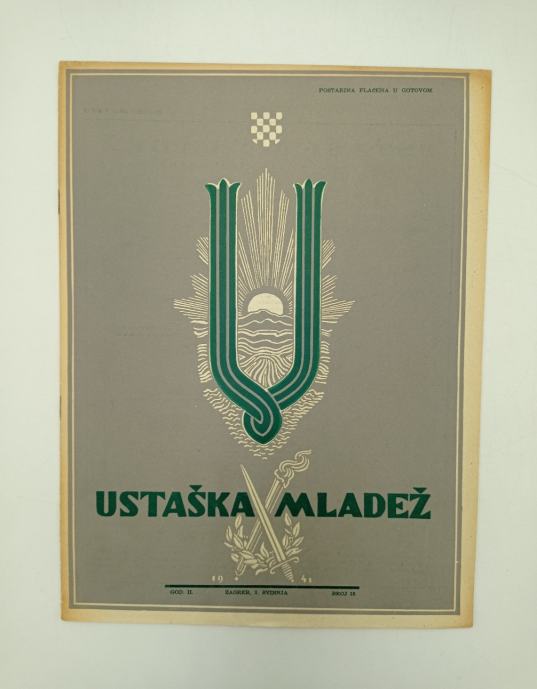 POŠTARINA PLAĆENA U GOTOVOM
USTAŠKA MLADEŽ
19 41
GOD. II. ZAGREB, 1. SVIBNJA BROJ 18